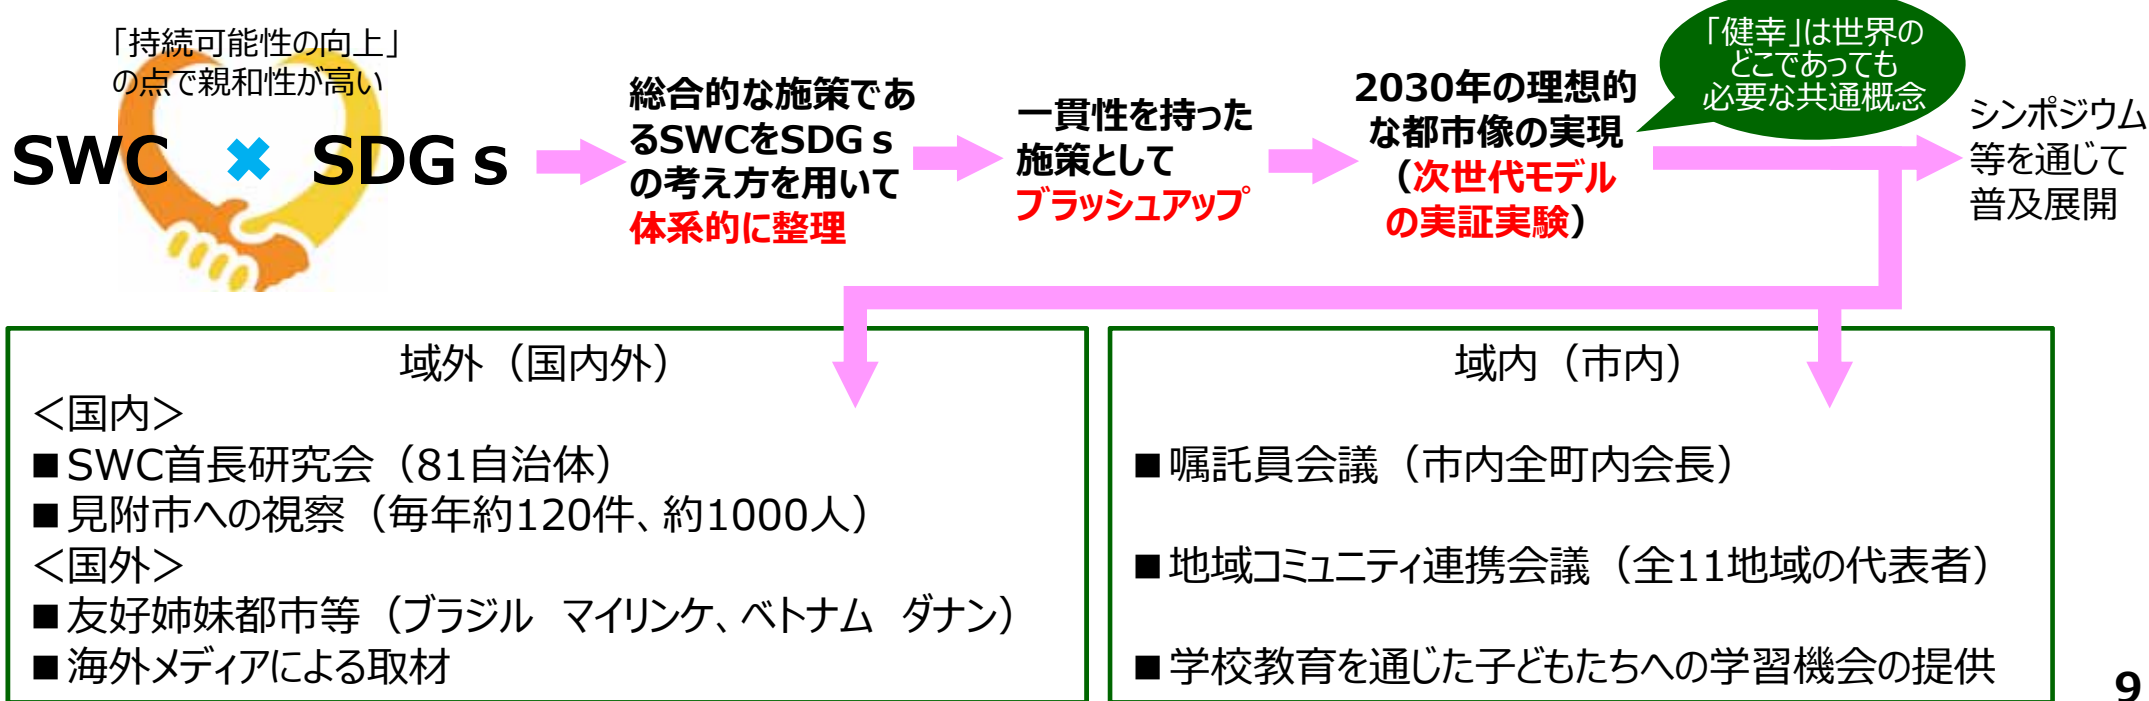 「持続可能性の向上」
の点で親和性が高い
SWC ✖ SDGｓ
総合的な施策であ
るSWCをSDGｓ
の考え方を用いて
体系的に整理
一貫性を持った
施策として
ブラッシュアップ
2030年の理想的
な都市像の実現
（次世代モデル
の実証実験）
「健幸」は世界の
どこであっても
必要な共通概念
シンポジウム
等を通じて
普及展開
域外（国内外）
＜国内＞
■SWC首長研究会（81自治体）
■見附市への視察（毎年約120件、約1000人）
＜国外＞
■友好姉妹都市等（ブラジル　マイリンケ、ベトナム　ダナン）
■海外メディアによる取材
域内（市内）
■嘱託員会議（市内全町内会長）
■地域コミュニティ連携会議（全11地域の代表者）
■学校教育を通じた子どもたちへの学習機会の提供
9